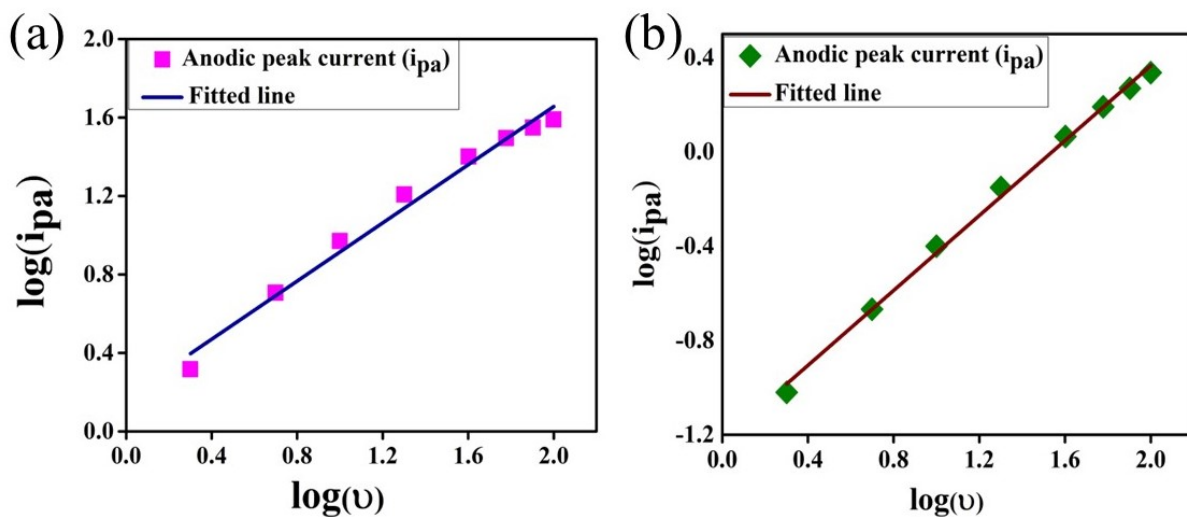 (a)
2.0
1.6
1.2
0.8
0.4
0.0
log(ipa)
Anodic peak current (ipa)
Fitted line
0.0 0.4 0.8 1.2 1.6 2.0
log(υ)
(b)
0.4
0.0
-0.4
-0.8
-1.2
log(ipa)
Anodic peak current (ipa)
Fitted line
0.0 0.4 0.8 1.2 1.6 2.0
log(υ)